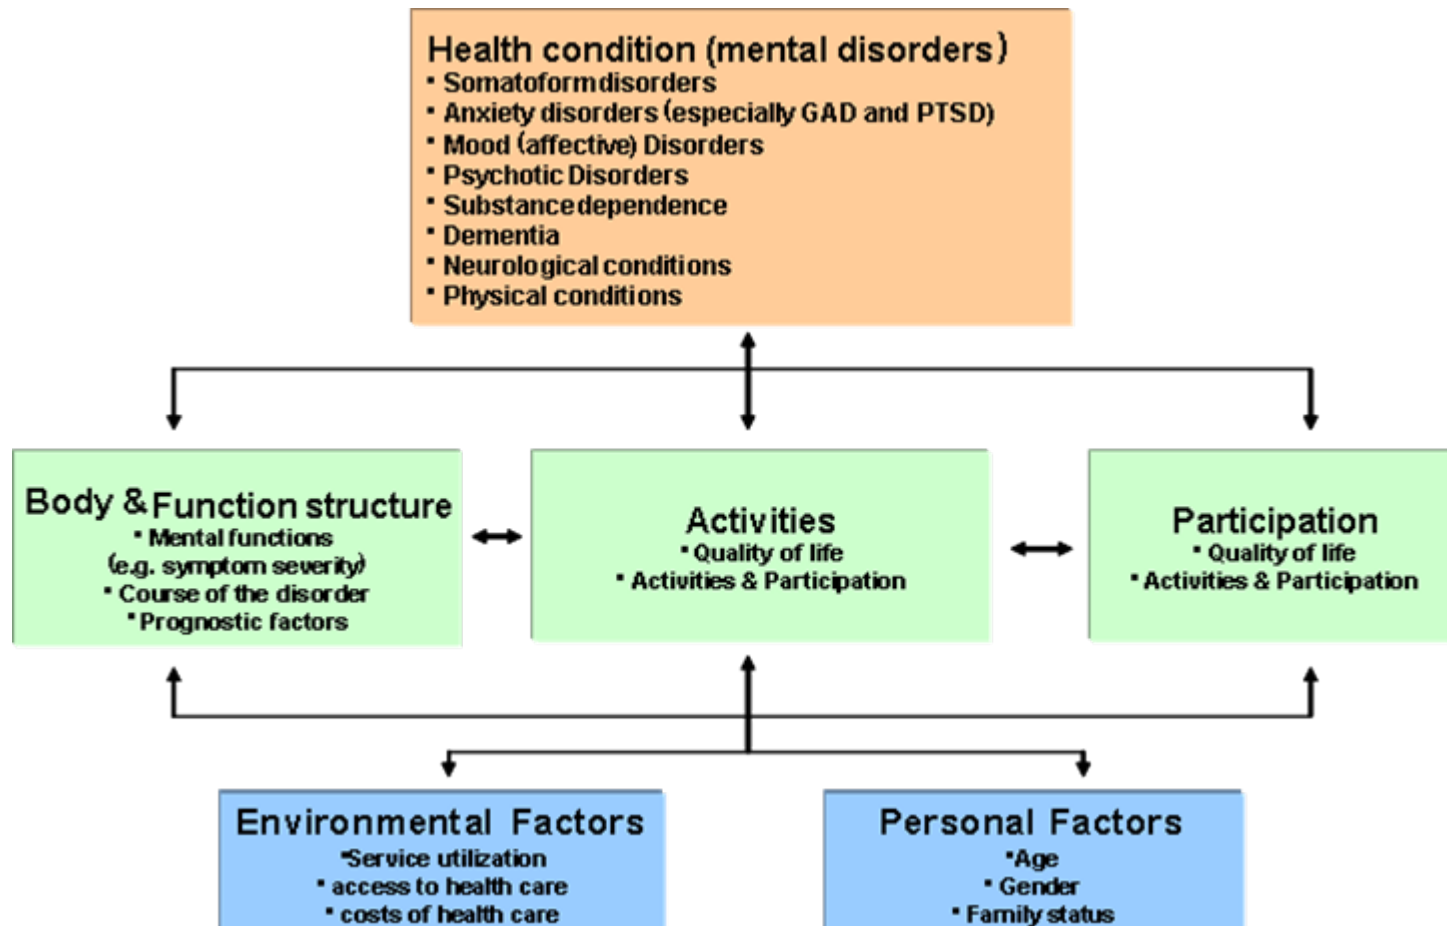 Health condition (mental disorders)
▪ Somatoform disorders
▪ Anxiety disorders (especially GAD and PTSD)
▪ Mood (affective) Disorders
▪ Psychotic Disorders
▪ Substance dependence
▪ Dementia
▪ Neurological conditions
▪ Physical conditions
Body & Function structure
▪ Mental functions
(e.g. symptom severity)
▪ Course of the disorder
▪ Prognostic factors
Activities
▪ Quality of life
▪ Activities & Participation
Participation
▪ Quality of life
▪ Activities & Participation
Environmental Factors
▪Service utilization
▪ access to health care
▪ costs of health care
Personal Factors
▪Age
▪ Gender
▪ Family status